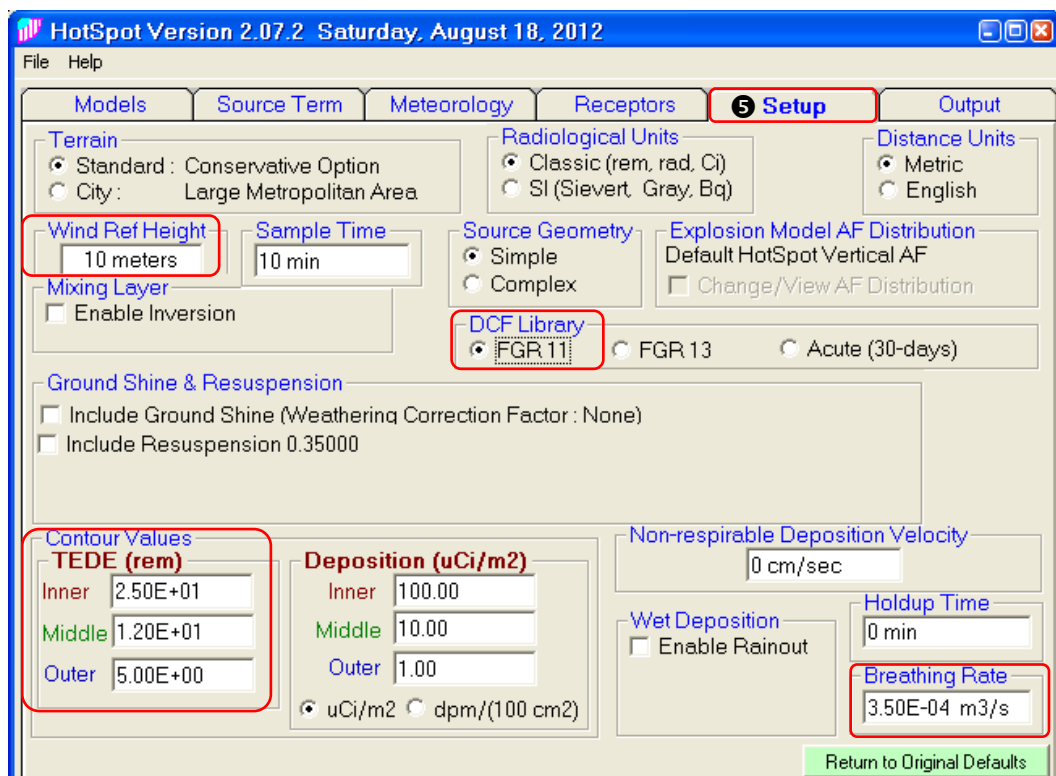 HotSpot Version 2.07.2 Saturday, August 18, 2012
File Help
Models Source Term Meteorology Receptors ❺ Setup Output
Terrain
Standard : Conservative Option
City : Large Metropolitan Area
Radiological Units
Classic (rem, rad, Ci)
SI (Sievert, Gray, Bq)
Distance Units
Metric
English
Wind Ref Height
10 meters
Sample Time
10 min
Source Geometry
Simple
Complex
Explosion Model AF Distribution
Default HotSpot Vertical AF
Change/View AF Distribution
Mixing Layer
Enable Inversion
DCF Library
FGR 11 FGR 13 Acute (30-days)
Ground Shine & Resuspension
Include Ground Shine (Weathering Correction Factor : None)
Include Resuspension 0.35000
Contour Values
TEDE (rem)
Inner 2.50E+01
Middle 1.20E+01
Outer 5.00E+00
Deposition (uCi/m2)
Inner 100.00
Middle 10.00
Outer 1.00
uCi/m2 dpm/(100 cm2)
Non-respirable Deposition Velocity
0 cm/sec
Wet Deposition
Enable Rainout
Holdup Time
0 min
Breathing Rate
3.50E-04 m3/s
Return to Original Defaults